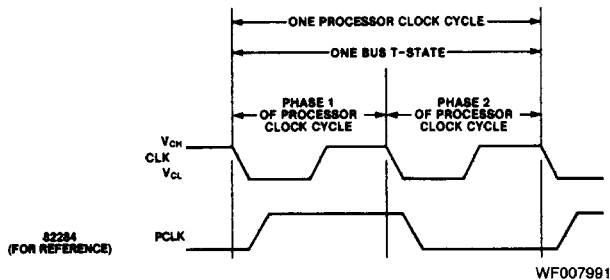 ONE PROCESSOR CLOCK CYCLE
ONE BUS T-STATE
PHASE 1
OF PROCESSOR
CLOCK CYCLE
PHASE 2
OF PROCESSOR
CLOCK CYCLE
VCH
CLK
VCL
82284
(FOR REFERENCE)
PCLK
WF007991